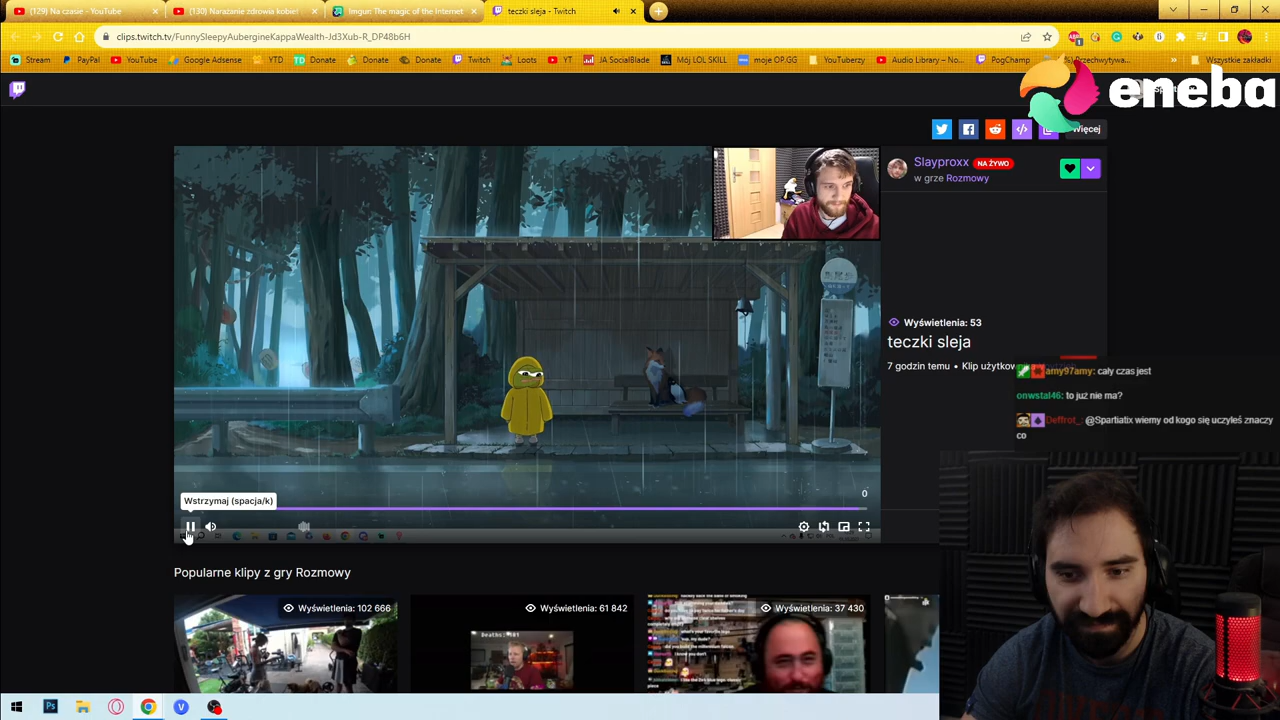 (129) Na czasie - YouTube
(130) Narażanie zdrowia kobiet
Imgur: The magic of the Internet
teczki sleja - Twitch
clips.twitch.tv/FunnySleepyAubergineKappaWealth-Jd3Xub-R_DP48b6H
Stream
PayPal
YouTube
Google Adsense
YTD
Donate
Donate
Donate
Twitch
Loots
YT
JA SocialBlade
Mój LOL SKILL
moje OP.GG
YouTuberzy
Audio Library – No...
PogChamp
Wszystkie zakładki
eneba
Więcej
Slayproxx NA ŻYWO
w grze Rozmowy
Wyświetlenia: 53
teczki sleja
7 godzin temu • Klip użytkow
amy97amy: cały czas jest
onwstal46: to już nie ma?
Deffrot_: @Spartiatix wiemy od kogo się uczyleś znaczy
co
0
Wstrzymaj (spacja/k)
Popularne klipy z gry Rozmowy
Wyświetlenia: 102 666
Wyświetlenia: 61 842
Wyświetlenia: 37 430